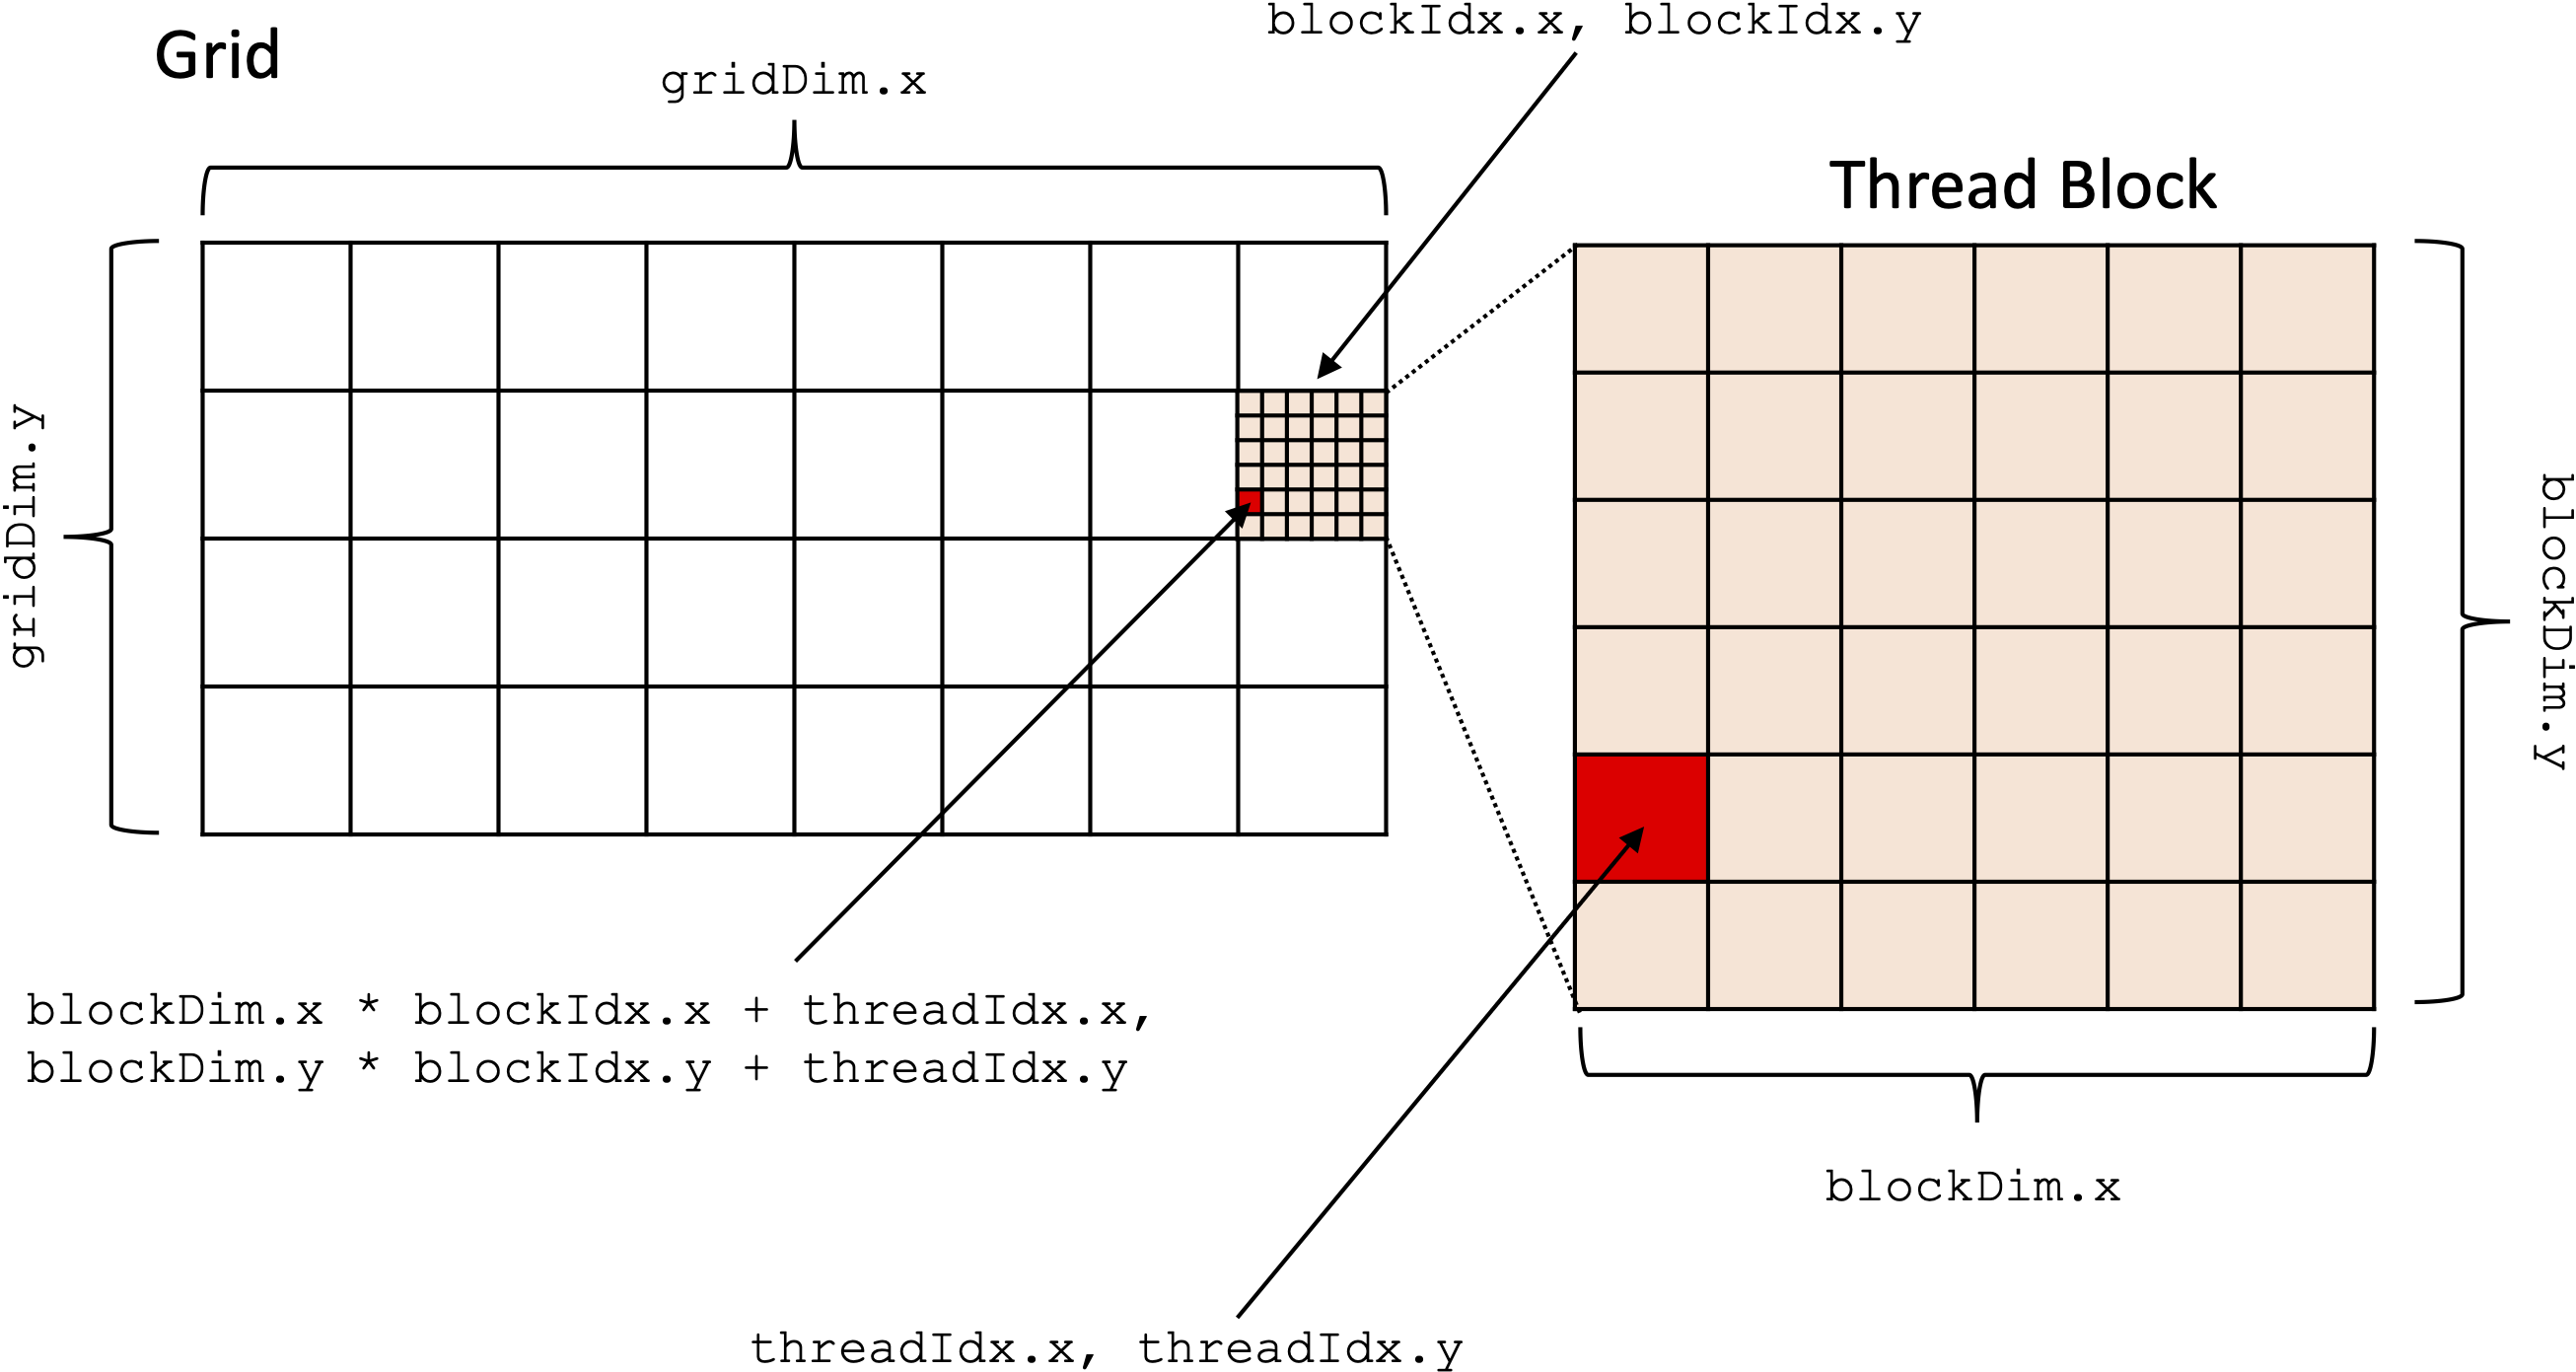 blockIdx.x, blockIdx.y
Grid
gridDim.x
Thread Block
gridDim.y
blockDim.y
blockDim.x * blockIdx.x + threadIdx.x,
blockDim.y * blockIdx.y + threadIdx.y
blockDim.x
threadIdx.x, threadIdx.y